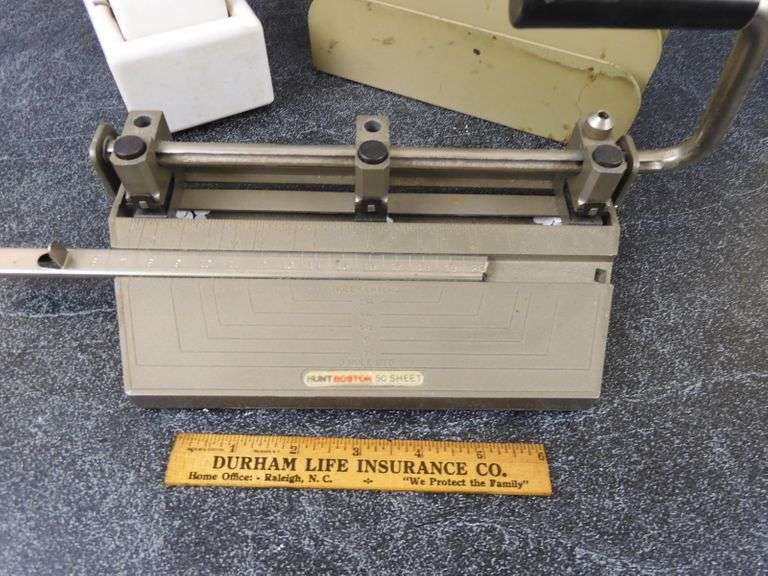 HUNT BOSTON 50 SHEET
1 2 3 4 5 6
DURHAM LIFE INSURANCE CO.
Home Office: - Raleigh, N. C. -:- "We Protect the Family"